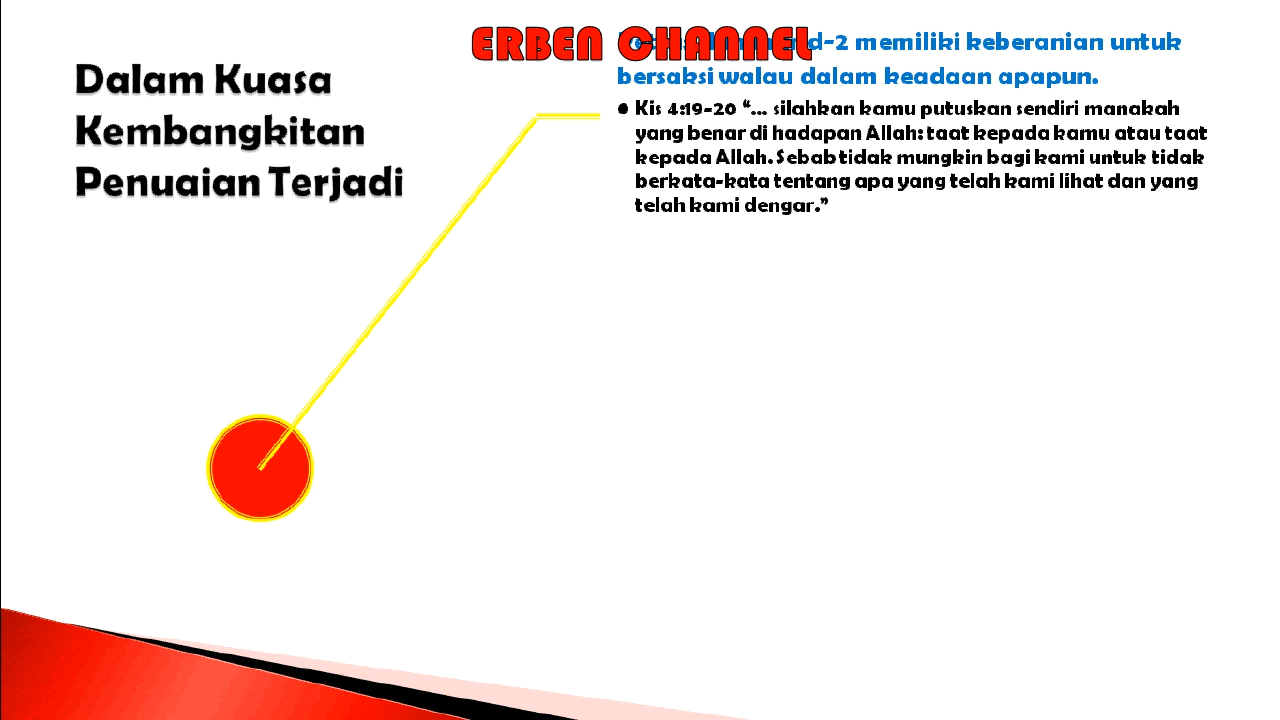 ERBEN CHANNEL
Dalam Kuasa
Kembangkitan
Penuaian Terjadi
d-2 memiliki keberanian untuk
bersaksi walau dalam keadaan apapun.
• Kis 4:19-20 “... silahkan kamu putuskan sendiri manakah
yang benar di hadapan Allah: taat kepada kamu atau taat
kepada Allah. Sebab tidak mungkin bagi kami untuk tidak
berkata-kata tentang apa yang telah kami lihat dan yang
telah kami dengar.”